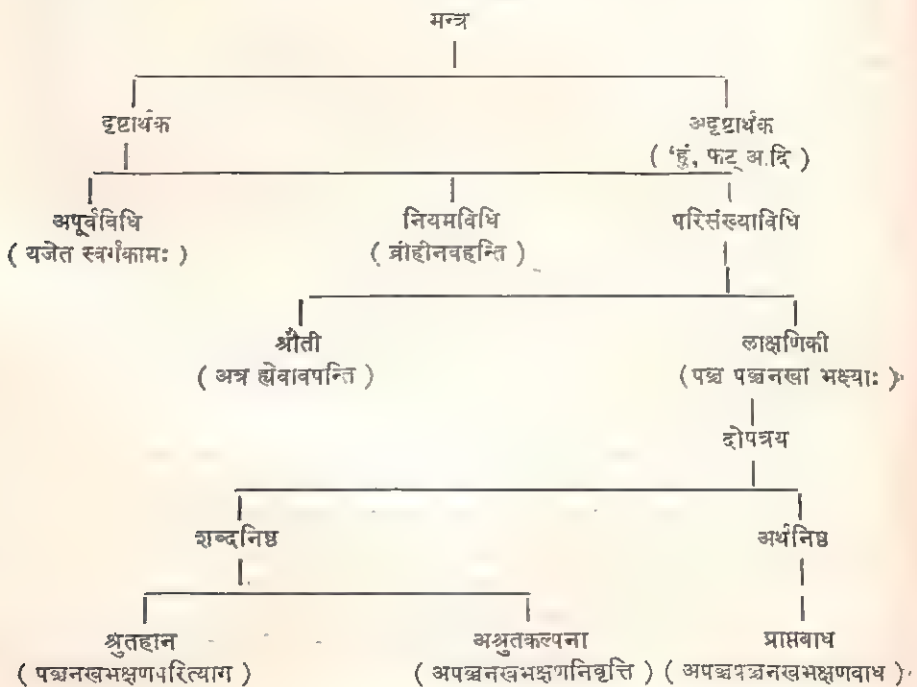 मन्त्र
दृष्टार्थक
अदृष्टार्थक
( 'हुं, फट् अ.दि )
अपूर्वविधि
नियमविधि
परिसंख्याविधि
( यजेत स्वर्गकामः )
( व्रीहीनवहन्ति )
श्रौती
लाक्षणिकी
( अत्र ह्येवावपन्ति )
( पञ्च पञ्चनखा भक्ष्याः )
दोषत्रय
शब्दनिष्ठ
अर्थनिष्ठ
श्रुतहान
अश्रुतकल्पना
प्राप्तबाध
( पञ्चनखभक्षणपरित्याग )
( अपञ्चनखभक्षणनिवृत्ति )
( अपञ्चपञ्चनखभक्षणबाध )